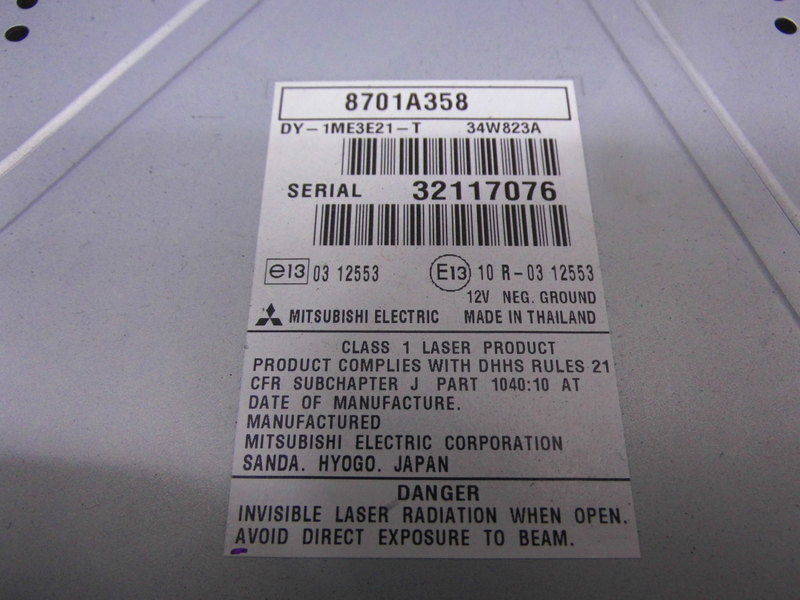 8701A358
DY-1ME3E21-T 34W823A
SERIAL 32117076
e13 03 12553 E13 10 R-03 12553
12V NEG. GROUND
MITSUBISHI ELECTRIC MADE IN THAILAND
CLASS 1 LASER PRODUCT
PRODUCT COMPLIES WITH DHHS RULES 21
CFR SUBCHAPTER J PART 1040:10 AT
DATE OF MANUFACTURE.
MANUFACTURED
MITSUBISHI ELECTRIC CORPORATION
SANDA. HYOGO. JAPAN
DANGER
INVISIBLE LASER RADIATION WHEN OPEN.
AVOID DIRECT EXPOSURE TO BEAM.